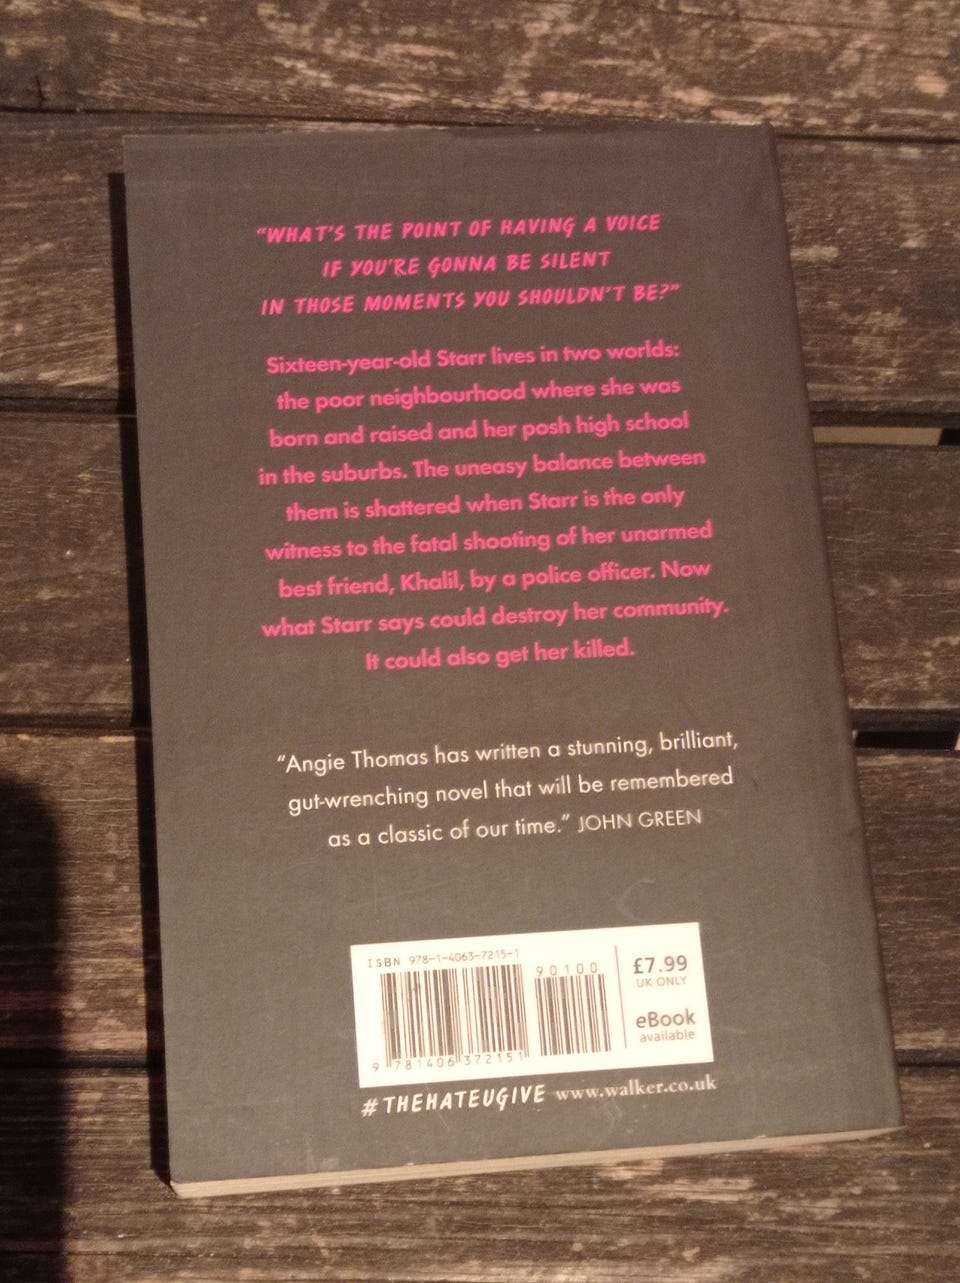 "WHAT'S THE POINT OF HAVING A VOICE
IF YOU'RE GONNA BE SILENT
IN THOSE MOMENTS YOU SHOULDN'T BE?"
Sixteen-year-old Starr lives in two worlds:
the poor neighbourhood where she was
born and raised and her posh high school
in the suburbs. The uneasy balance between
them is shattered when Starr is the only
witness to the fatal shooting of her unarmed
best friend, Khalil, by a police officer. Now
what Starr says could destroy her community.
It could also get her killed.
"Angie Thomas has written a stunning, brilliant,
gut-wrenching novel that will be remembered
as a classic of our time." JOHN GREEN
ISBN 978-1-4063-7215-1
90100
9 781406 372151
£7.99
UK ONLY
eBook
available
#THEHATEUGIVE www.walker.co.uk